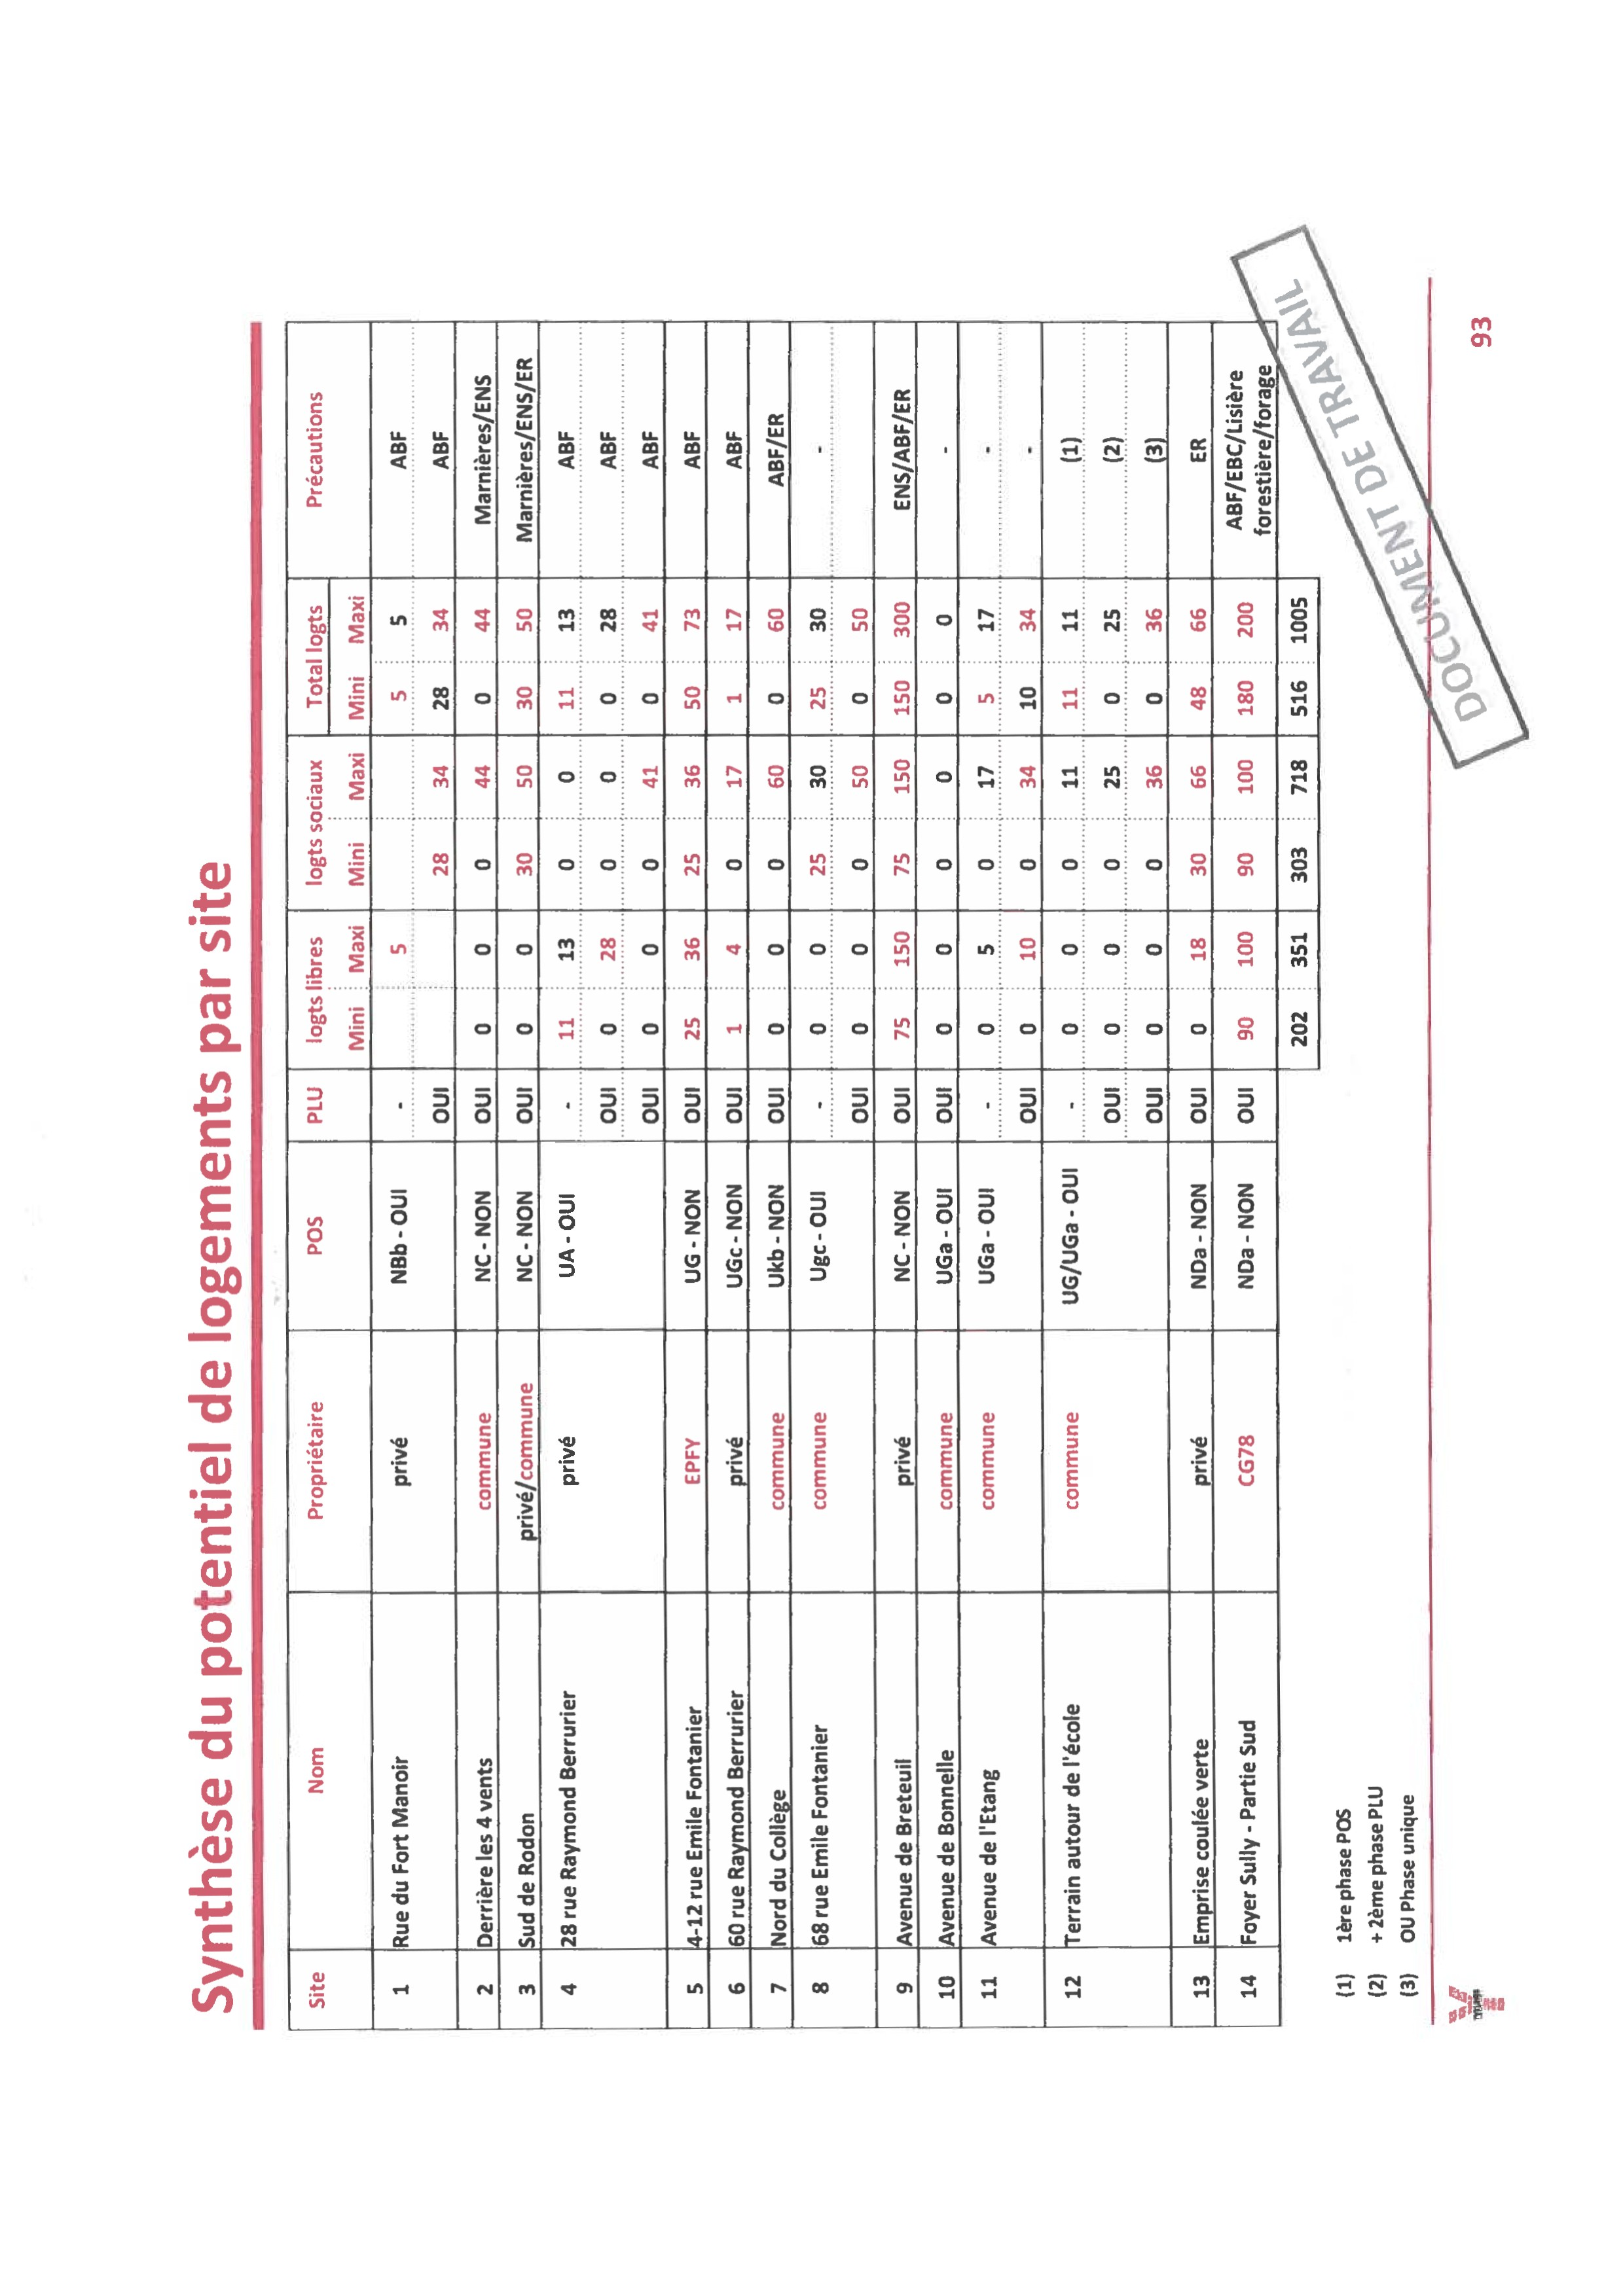 Synthèse du potentiel de logements par site
Site Nom Propriétaire POS PLU logts libres logts sociaux Total logts Précautions
Mini Maxi Mini Maxi Mini Maxi
1 Rue du Fort Manoir privé NBb - OUI - 5 5 5 ABF
OUI 28 34 28 34 ABF
2 Derrière les 4 vents commune NC - NON OUI 0 0 0 44 0 44 Marnières/ENS
3 Sud de Rodon privé/commune NC - NON OUI 0 0 30 50 30 50 Marnières/ENS/ER
4 28 rue Raymond Berrurier privé UA - OUI - 11 13 0 0 11 13 ABF
OUI 0 28 0 0 0 28 ABF
OUI 0 0 0 41 0 41 ABF
5 4-12 rue Emile Fontanier EPFY UG - NON OUI 25 36 25 36 50 73 ABF
6 60 rue Raymond Berrurier privé UGc - NON OUI 1 4 0 17 1 17 ABF
7 Nord du Collège commune Ukb - NON OUI 0 0 0 60 0 60 ABF/ER
8 68 rue Emile Fontanier commune Ugc - OUI - 0 0 25 30 25 30 -
OUI 0 0 0 50 0 50
9 Avenue de Breteuil privé NC - NON OUI 75 150 75 150 150 300 ENS/ABF/ER
10 Avenue de Bonnelle commune UGa - OUI OUI 0 0 0 0 0 0 -
11 Avenue de l'Etang commune UGa - OUI - 0 5 0 17 5 17 -
OUI 0 10 0 34 10 34 -
12 Terrain autour de l'école commune UG/UGa - OUI - 0 0 0 11 11 11 (1)
OUI 0 0 0 25 0 25 (2)
OUI 0 0 0 36 0 36 (3)
13 Emprise coulée verte privé NDa - NON OUI 0 18 30 66 48 66 ER
14 Foyer Sully - Partie Sud CG78 NDa - NON OUI 90 100 90 100 180 200 ABF/EBC/Lisière
forestière/forage
202 351 303 718 516 1005
(1) 1ère phase POS
(2) + 2ème phase PLU
(3) OU Phase unique
DOCUMENT DE TRAVAIL
93